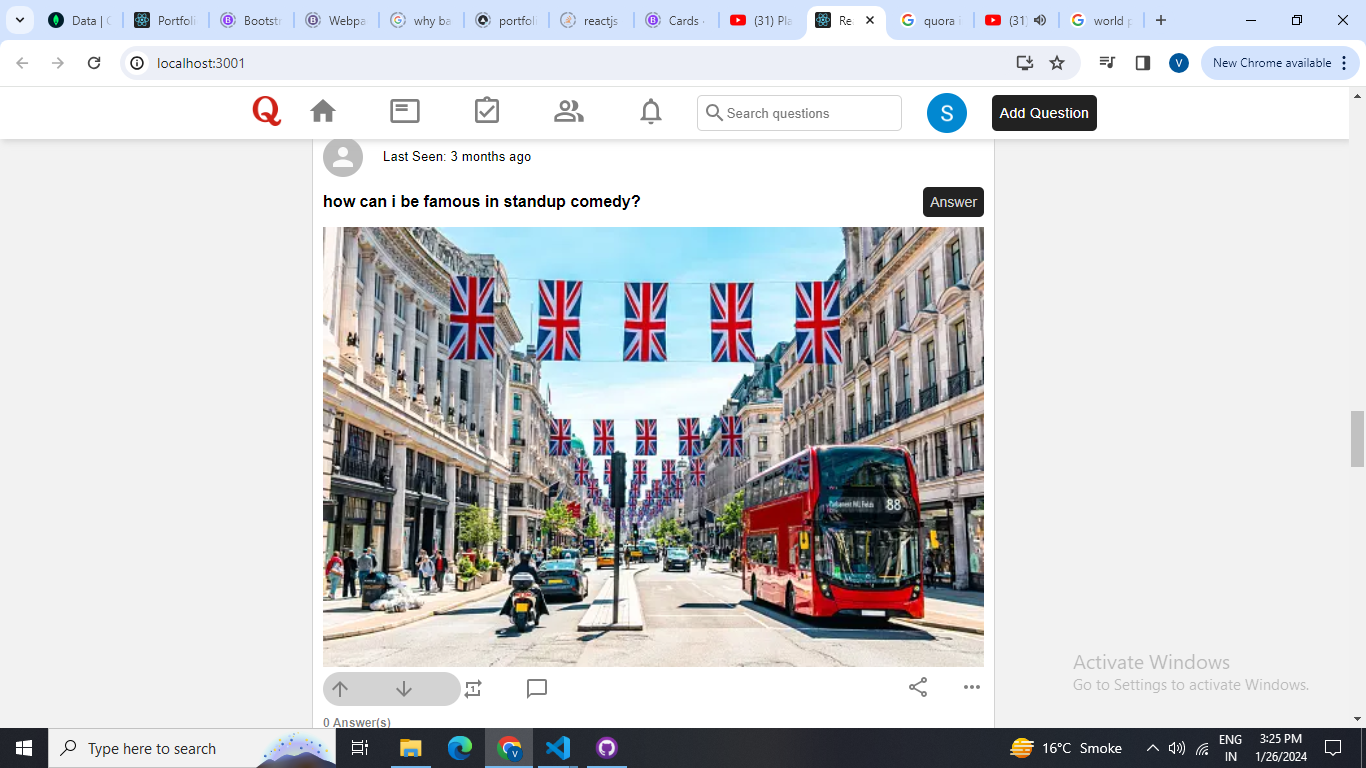 Data | C
Portfoli
Bootstr
Webpa
why ba
portfoli
reactjs
Cards -
(31) Pla
Re
quora i
(31)
world p
localhost:3001
V
New Chrome available
Q
Search questions
S
Add Question
Last Seen: 3 months ago
how can i be famous in standup comedy?
Answer
88
Activate Windows
Go to Settings to activate Windows.
0 Answer(s)
Type here to search
16°C Smoke
ENG
IN
3:25 PM
1/26/2024